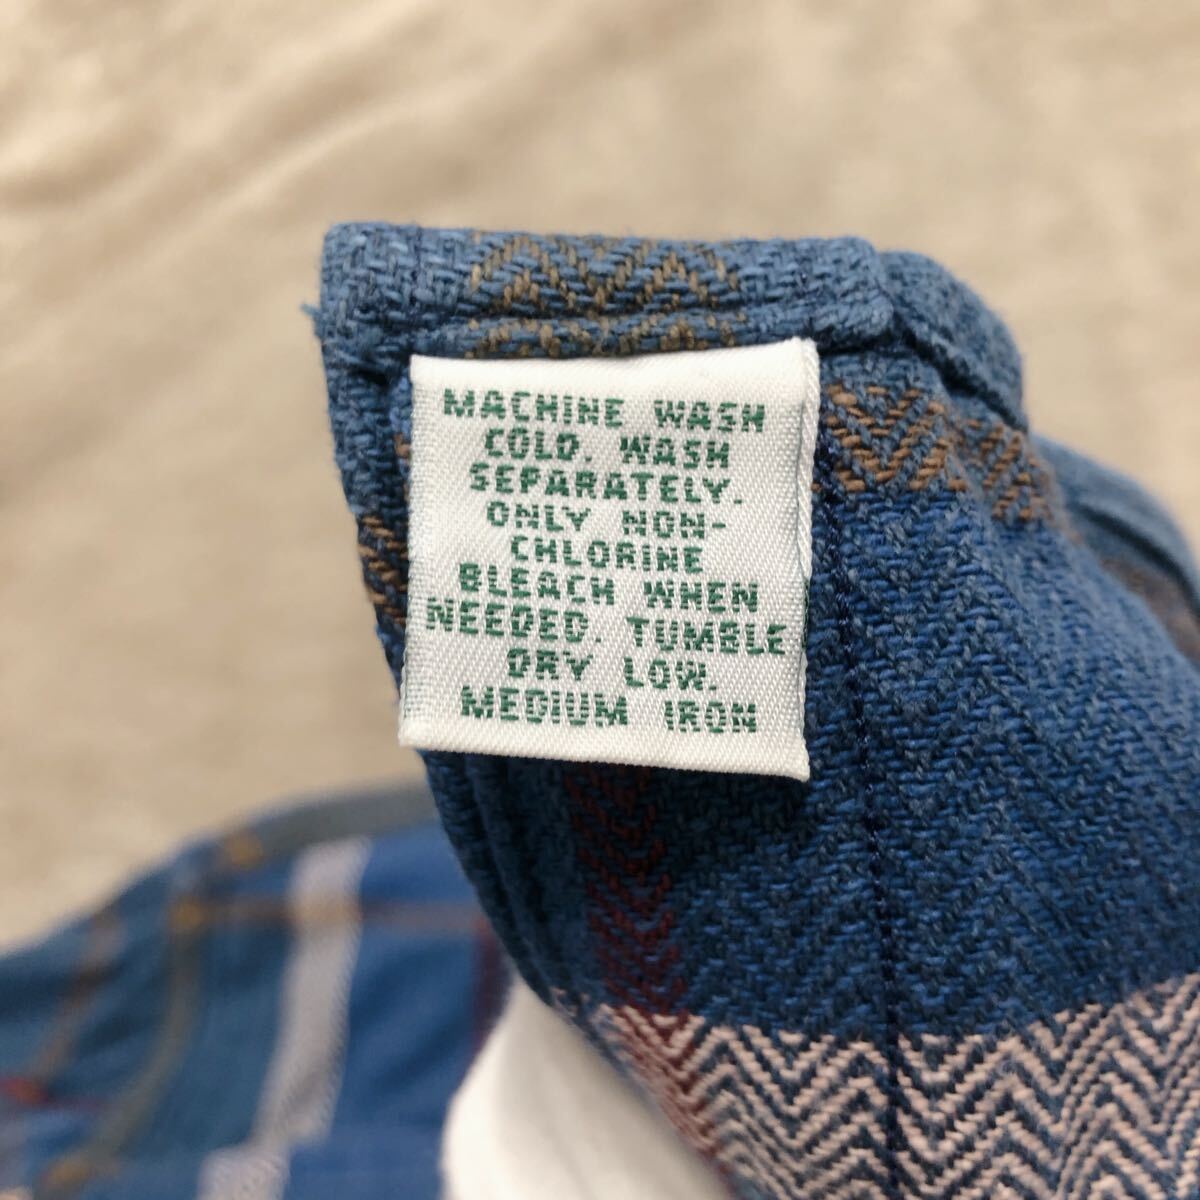 MACHINE WASH
COLD. WASH
SEPARATELY.
ONLY NON-
CHLORINE
BLEACH WHEN
NEEDED. TUMBLE
DRY LOW.
MEDIUM IRON